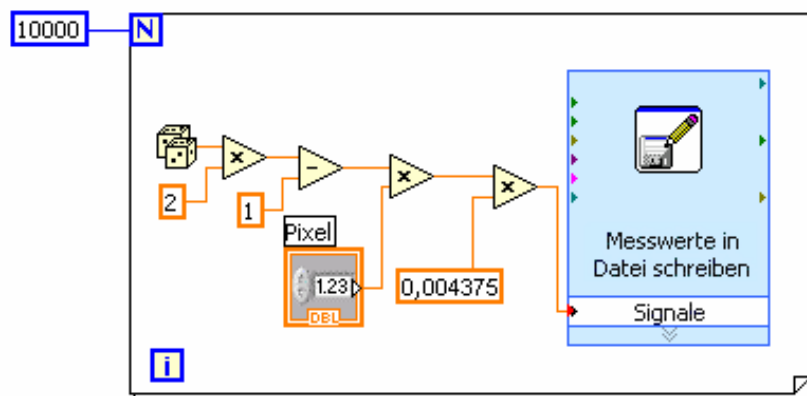 10000
N
×
2
-
1
×
Pixel
1.23
DBL
×
0,004375
Messwerte in
Datei schreiben
Signale
i